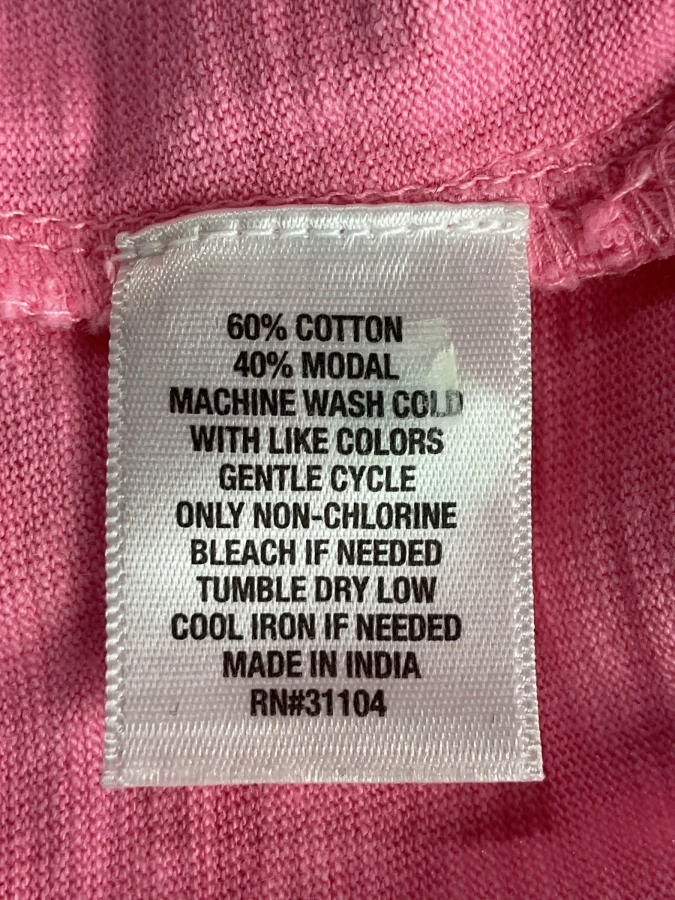 60% COTTON
40% MODAL
MACHINE WASH COLD
WITH LIKE COLORS
GENTLE CYCLE
ONLY NON-CHLORINE
BLEACH IF NEEDED
TUMBLE DRY LOW
COOL IRON IF NEEDED
MADE IN INDIA
RN#31104